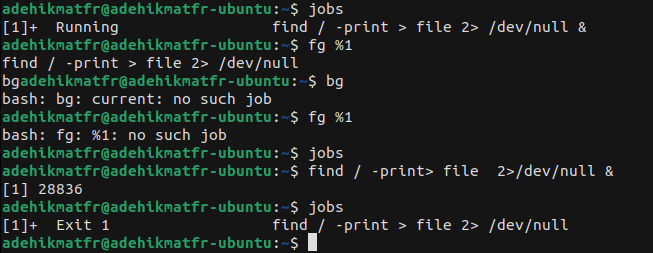 adehikmatfr@adehikmatfr-ubuntu:~$ jobs
[1]+  Running                 find / -print > file 2> /dev/null &
adehikmatfr@adehikmatfr-ubuntu:~$ fg %1
find / -print > file 2> /dev/null
bgadehikmatfr@adehikmatfr-ubuntu:~$ bg
bash: bg: current: no such job
adehikmatfr@adehikmatfr-ubuntu:~$ fg %1
bash: fg: %1: no such job
adehikmatfr@adehikmatfr-ubuntu:~$ jobs
adehikmatfr@adehikmatfr-ubuntu:~$ find / -print> file  2>/dev/null &
[1] 28836
adehikmatfr@adehikmatfr-ubuntu:~$ jobs
[1]+  Exit 1                  find / -print > file 2> /dev/null
adehikmatfr@adehikmatfr-ubuntu:~$